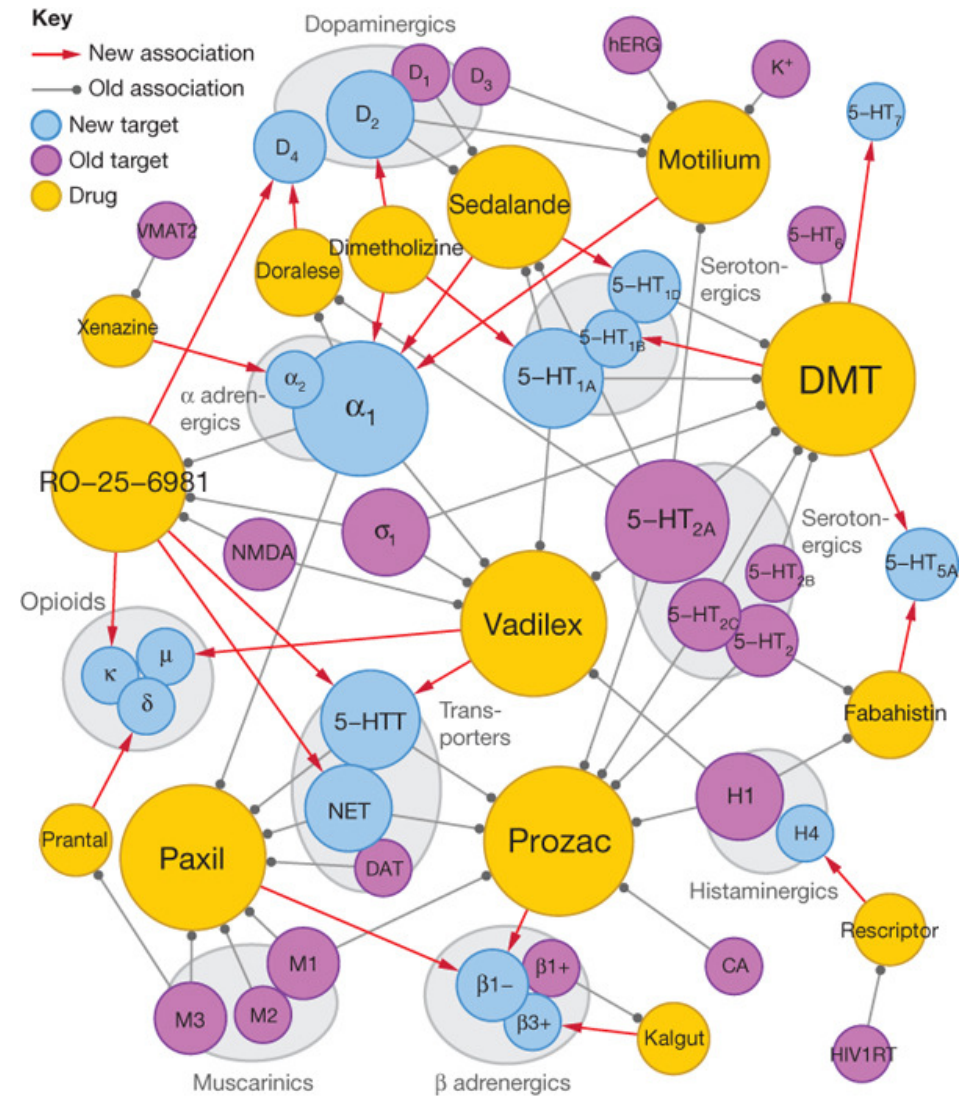 Key
New association
Old association
New target
Old target
Drug
Dopaminergics
D1
D3
D2
D4
hERG
K+
5-HT7
Motilium
Sedalande
VMAT2
5-HT6
Doralese
Dimetholizine
Seroton-
ergics
5-HT1D
Xenazine
5-HT1B
5-HT1A
DMT
α2
α1
α adren-
ergics
RO-25-6981
5-HT2A
σ1
NMDA
Seroton-
ergics
5-HT2B
5-HT5A
5-HT2C
5-HT2
Vadilex
Opioids
μ
κ
δ
5-HTT
Trans-
porters
Fabahistin
H1
NET
H4
Prantal
Paxil
Prozac
DAT
Histaminergics
Rescriptor
M1
M3
M2
β1+
β1-
β3+
CA
Kalgut
HIV1RT
Muscarinics
β adrenergics